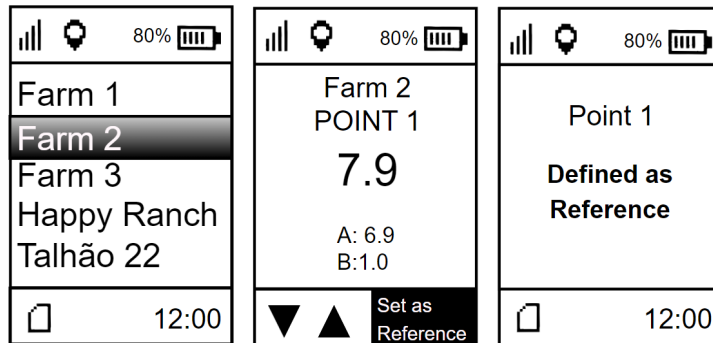 80%
Farm 1
Farm 2
Farm 3
Happy Ranch
Talhão 22
12:00
80%
Farm 2
POINT 1
7.9
A: 6.9
B:1.0
Set as
Reference
80%
Point 1
Defined as
Reference
12:00